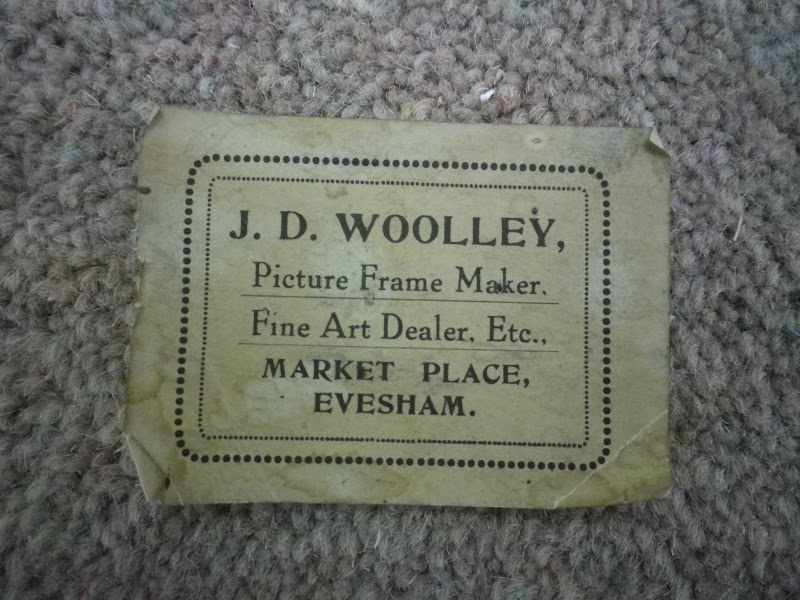 J. D. WOOLLEY,
Picture Frame Maker.
Fine Art Dealer. Etc.,
MARKET PLACE,
EVESHAM.